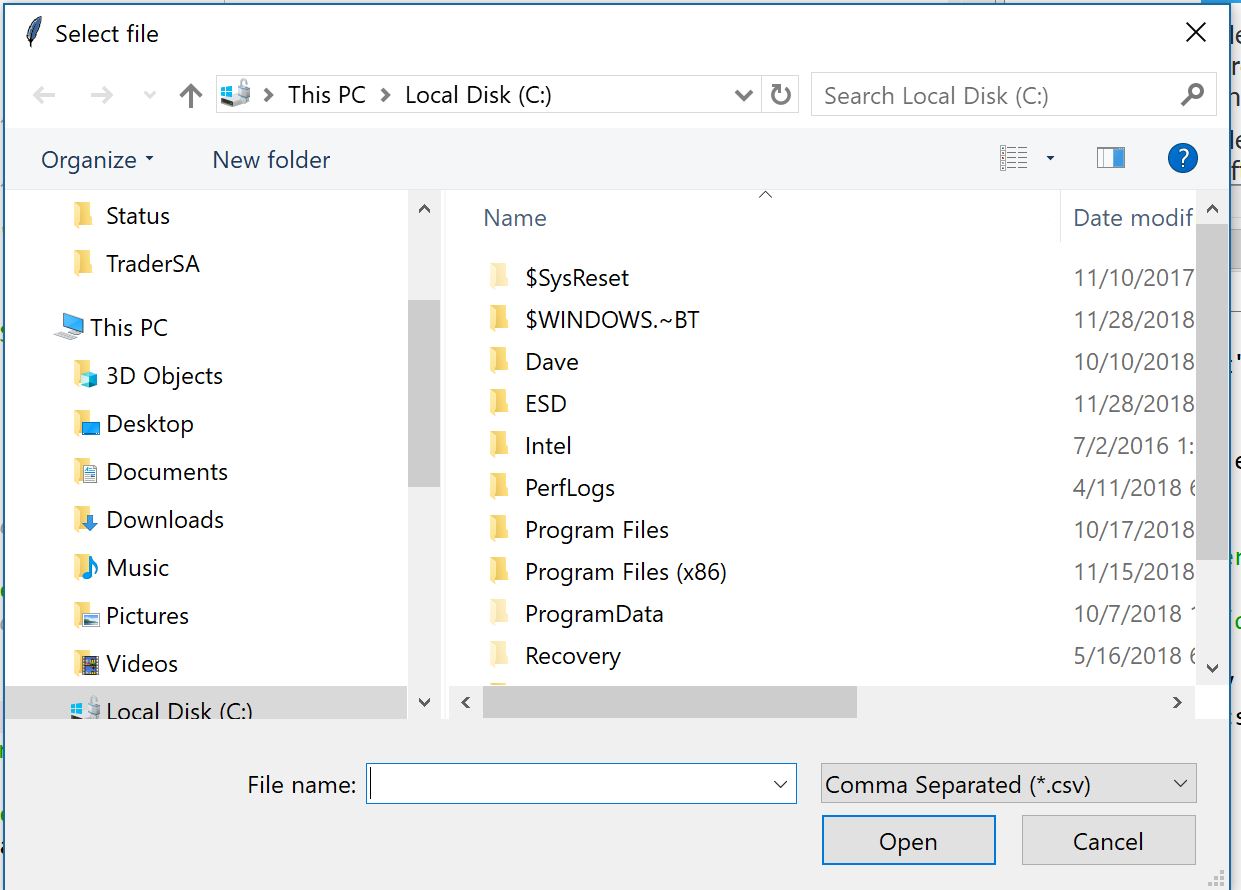 Select file
This PC Local Disk (C:)
Search Local Disk (C:)
Organize
New folder
?
Status
TraderSA
This PC
3D Objects
Desktop
Documents
Downloads
Music
Pictures
Videos
Local Disk (C:)
Name Date modif
$SysReset 11/10/2017
$WINDOWS.~BT 11/28/2018
Dave 10/10/2018
ESD 11/28/2018
Intel 7/2/2016 1:
PerfLogs 4/11/2018 6
Program Files 10/17/2018
Program Files (x86) 11/15/2018
ProgramData 10/7/2018
Recovery 5/16/2018 6
File name:
Comma Separated (*.csv)
Open
Cancel